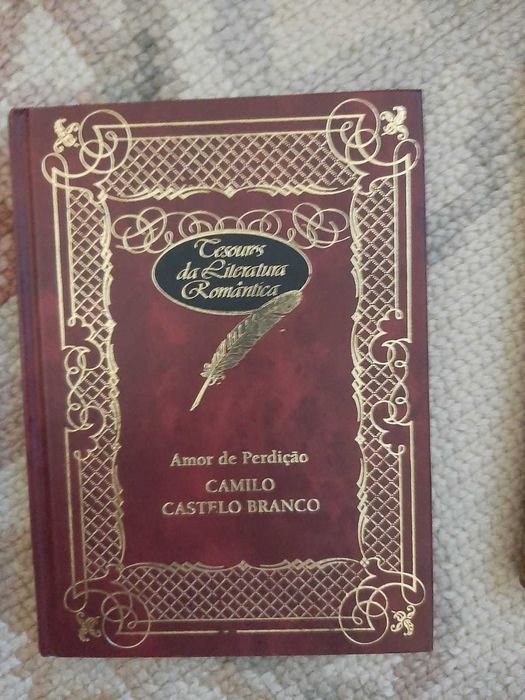 Tesouros
da Literatura
Romântica
Amor de Perdição
CAMILO
CASTELO BRANCO